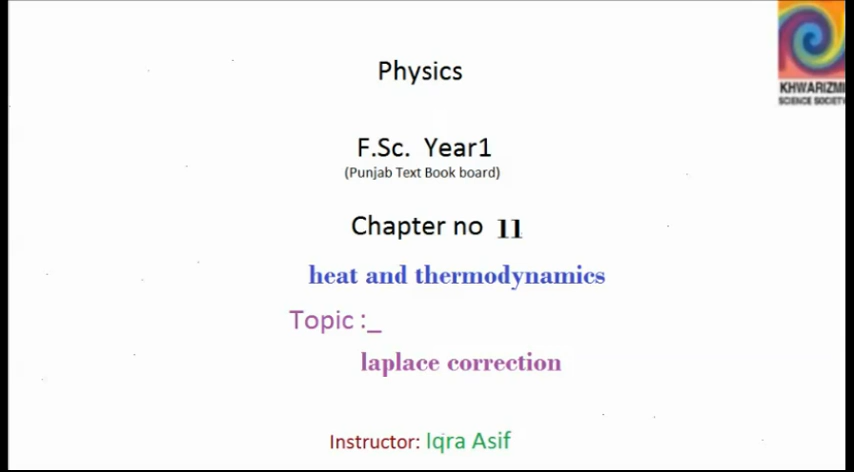 Physics
KHWARIZMI
SCIENCE SOCIETY
F.Sc. Year1
(Punjab Text Book board)
Chapter no 11
heat and thermodynamics
Topic :_
laplace correction
Instructor: Iqra Asif